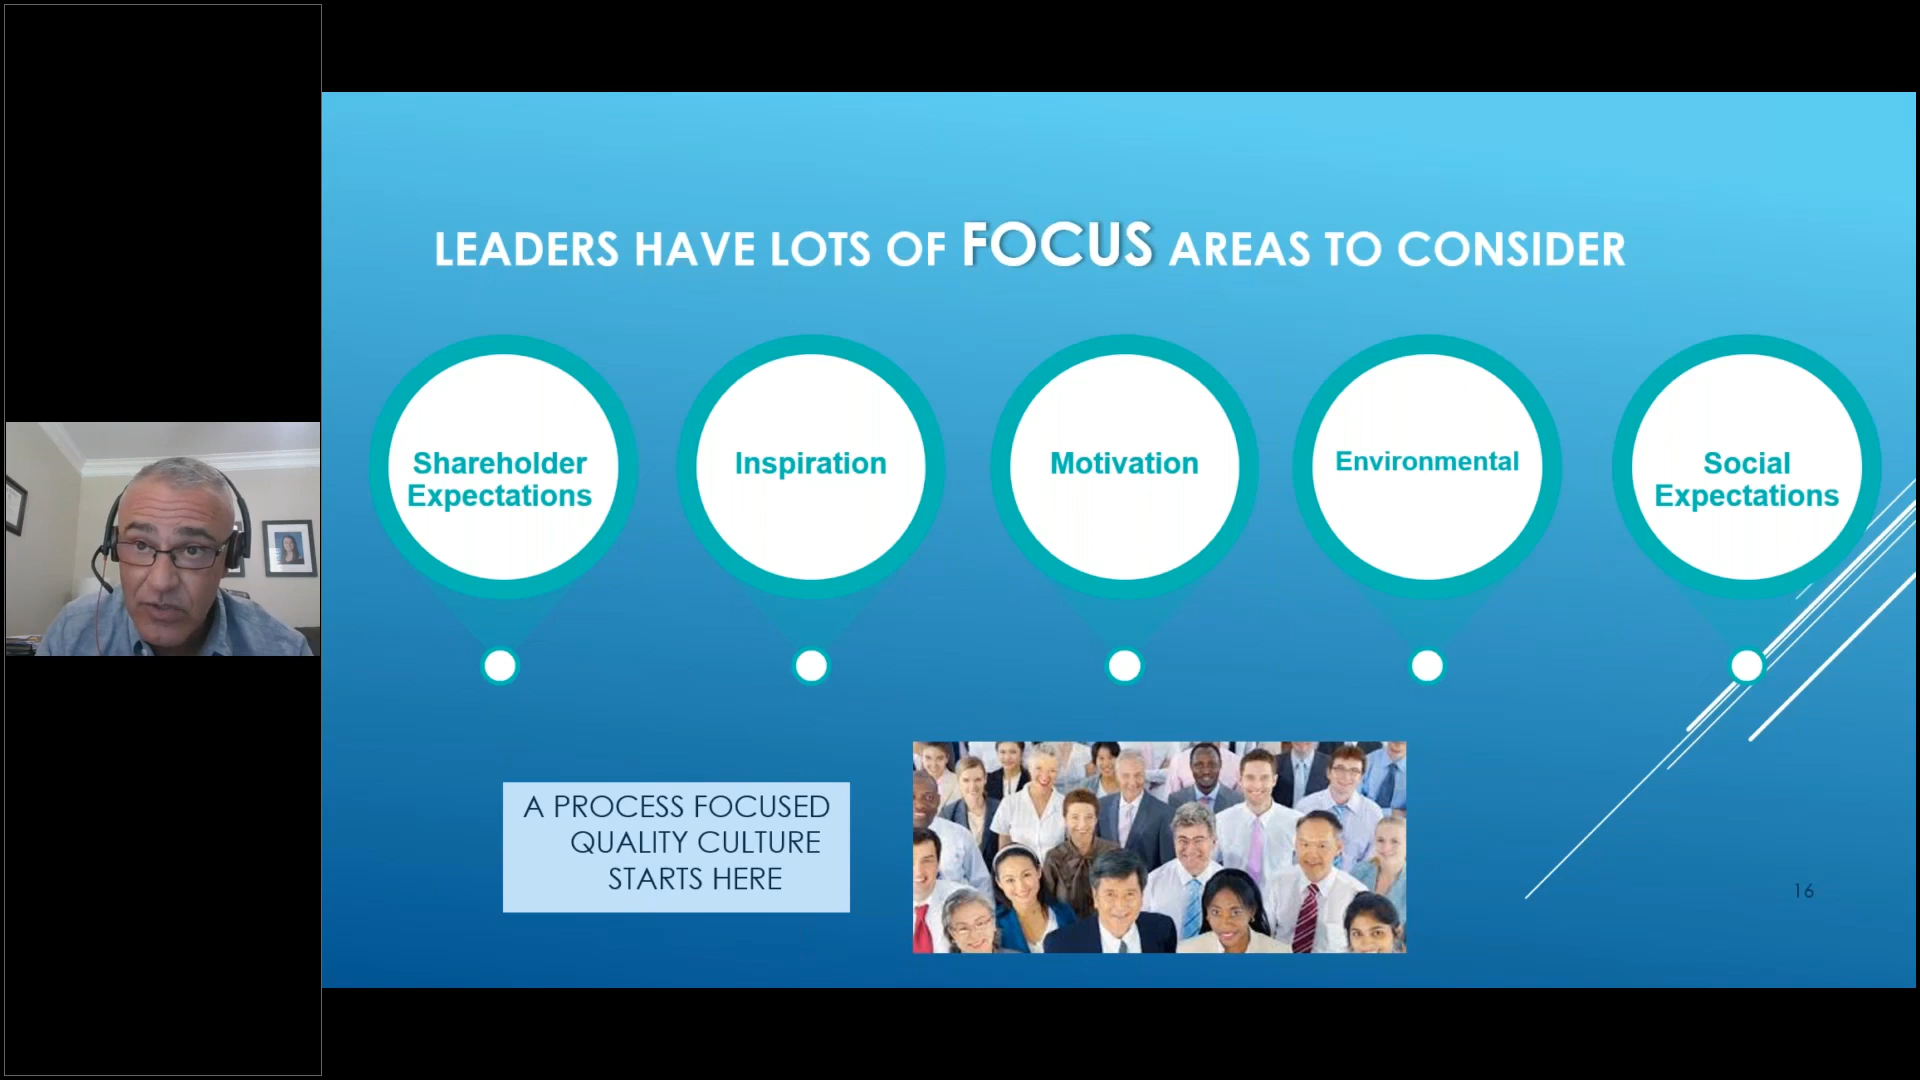 LEADERS HAVE LOTS OF FOCUS AREAS TO CONSIDER
Shareholder
Expectations
Inspiration
Motivation
Environmental
Social
Expectations
A PROCESS FOCUSED
QUALITY CULTURE
STARTS HERE
16